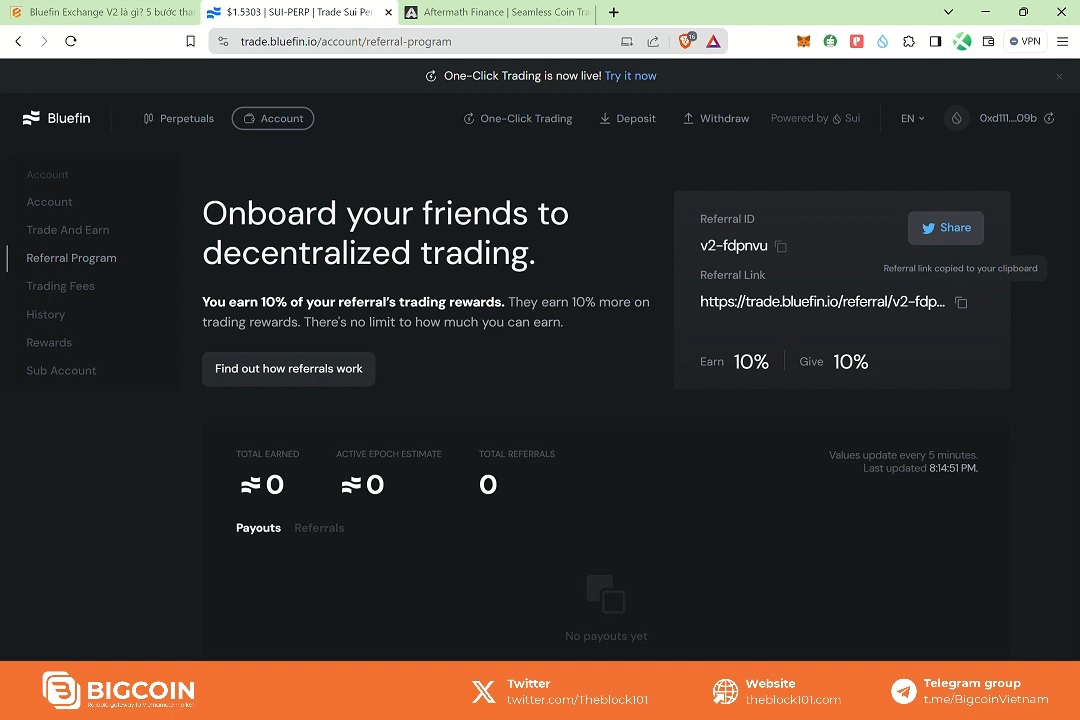 Bluefin Exchange V2 là gì? 5 bước tha
$1.5303 | SUI-PERP | Trade Sui Pe
Aftermath Finance | Seamless Coin Tra
trade.bluefin.io/account/referral-program
16
VPN
One-Click Trading is now live! Try it now
Bluefin
Perpetuals
Account
One-Click Trading
Deposit
Withdraw
Powered by Sui
EN
0xd111....09b
Account
Account
Trade And Earn
Referral Program
Trading Fees
History
Rewards
Sub Account
Onboard your friends to
decentralized trading.
You earn 10% of your referral's trading rewards. They earn 10% more on
trading rewards. There's no limit to how much you can earn.
Find out how referrals work
Referral ID
v2-fdpnvu
Share
Referral link copied to your clipboard
Referral Link
https://trade.bluefin.io/referral/v2-fdp...
Earn 10%
Give 10%
TOTAL EARNED
0
ACTIVE EPOCH ESTIMATE
0
TOTAL REFERRALS
0
Values update every 5 minutes.
Last updated 8:14:51 PM.
Payouts
Referrals
No payouts yet
BIGCOIN
Reliable gateway to Vietnamese market
Twitter
twitter.com/Theblock101
Website
theblock101.com
Telegram group
t.me/BigcoinVietnam